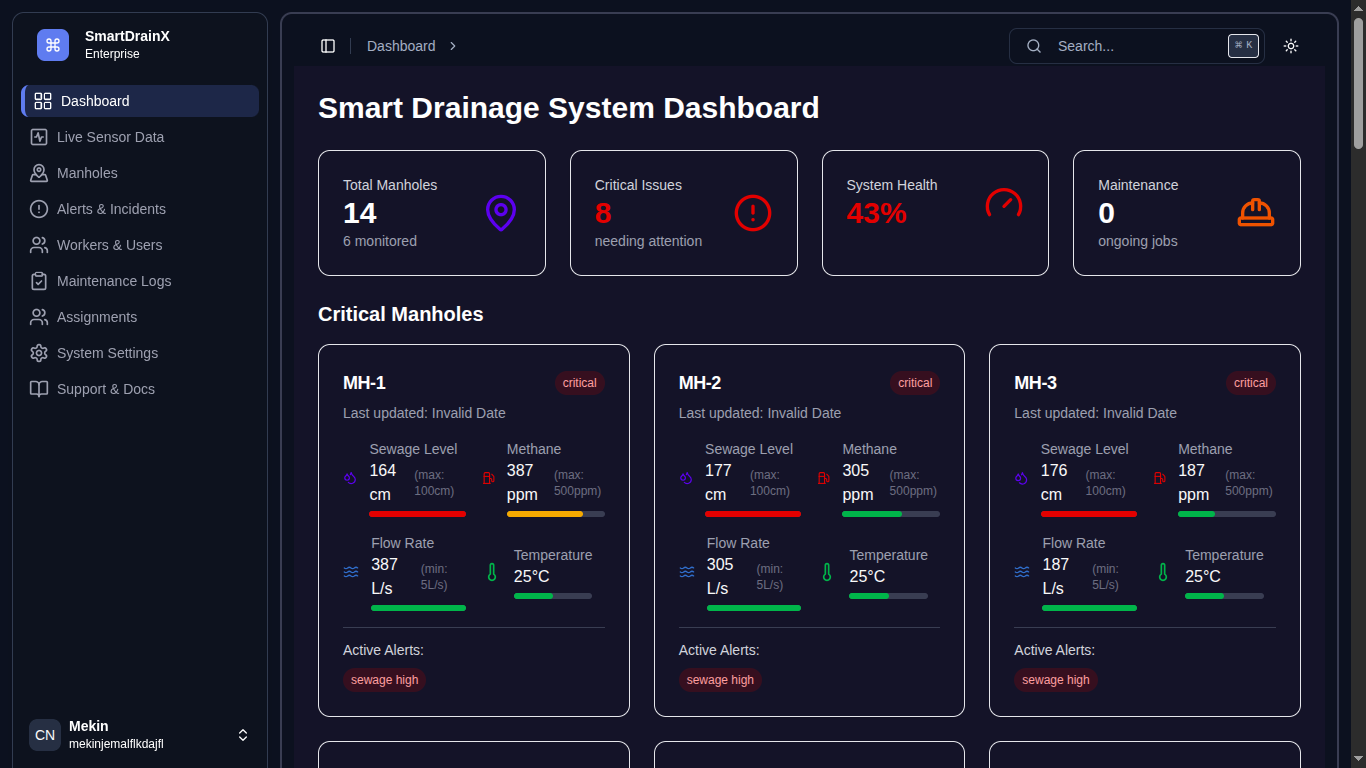 SmartDrainX
Enterprise
Dashboard
Live Sensor Data
Manholes
Alerts & Incidents
Workers & Users
Maintenance Logs
Assignments
System Settings
Support & Docs
CN
Mekin
mekinjemalflkdajfl
Dashboard
Search...
⌘ K
Smart Drainage System Dashboard
Total Manholes
14
6 monitored
Critical Issues
8
needing attention
System Health
43%
Maintenance
0
ongoing jobs
Critical Manholes
MH-1
critical
Last updated: Invalid Date
Sewage Level
164 cm
(max: 100cm)
Methane
387 ppm
(max: 500ppm)
Flow Rate
387 L/s
(min: 5L/s)
Temperature
25°C
Active Alerts:
sewage high
MH-2
critical
Last updated: Invalid Date
Sewage Level
177 cm
(max: 100cm)
Methane
305 ppm
(max: 500ppm)
Flow Rate
305 L/s
(min: 5L/s)
Temperature
25°C
Active Alerts:
sewage high
MH-3
critical
Last updated: Invalid Date
Sewage Level
176 cm
(max: 100cm)
Methane
187 ppm
(max: 500ppm)
Flow Rate
187 L/s
(min: 5L/s)
Temperature
25°C
Active Alerts:
sewage high